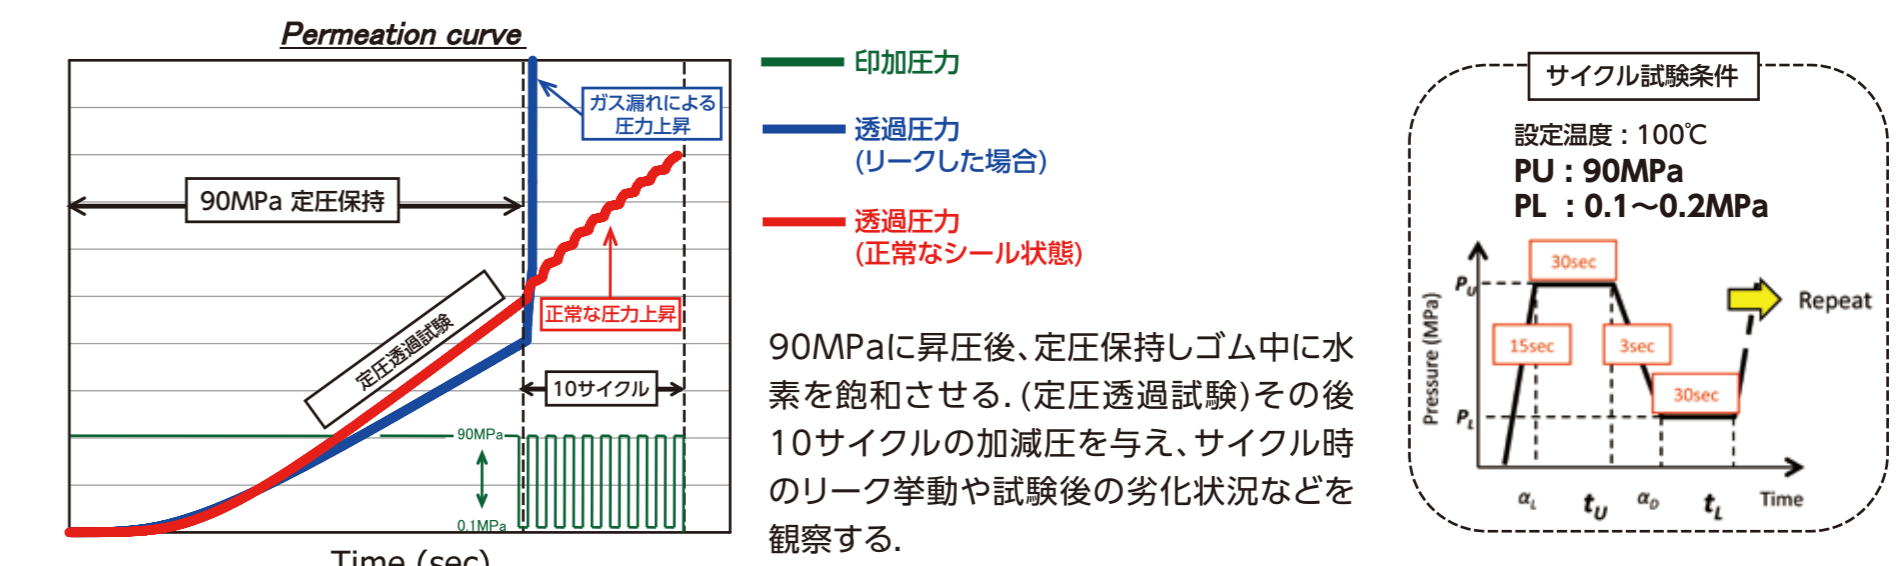 Permeation curve
ガス漏れによる
圧力上昇
90MPa 定圧保持
定圧透過試験
正常な圧力上昇
10サイクル
90MPa
0.1MPa
Time (sec)
印加圧力
透過圧力
(リークした場合)
透過圧力
(正常なシール状態)
90MPaに昇圧後、定圧保持しゴム中に水
素を飽和させる．(定圧透過試験)その後
10サイクルの加減圧を与え、サイクル時
のリーク挙動や試験後の劣化状況などを
観察する．
サイクル試験条件
設定温度：100℃
PU：90MPa
PL ：0.1〜0.2MPa
30sec
PU
15sec
3sec
Repeat
30sec
PL
Pressure (MPa)
αL tU αD tL Time